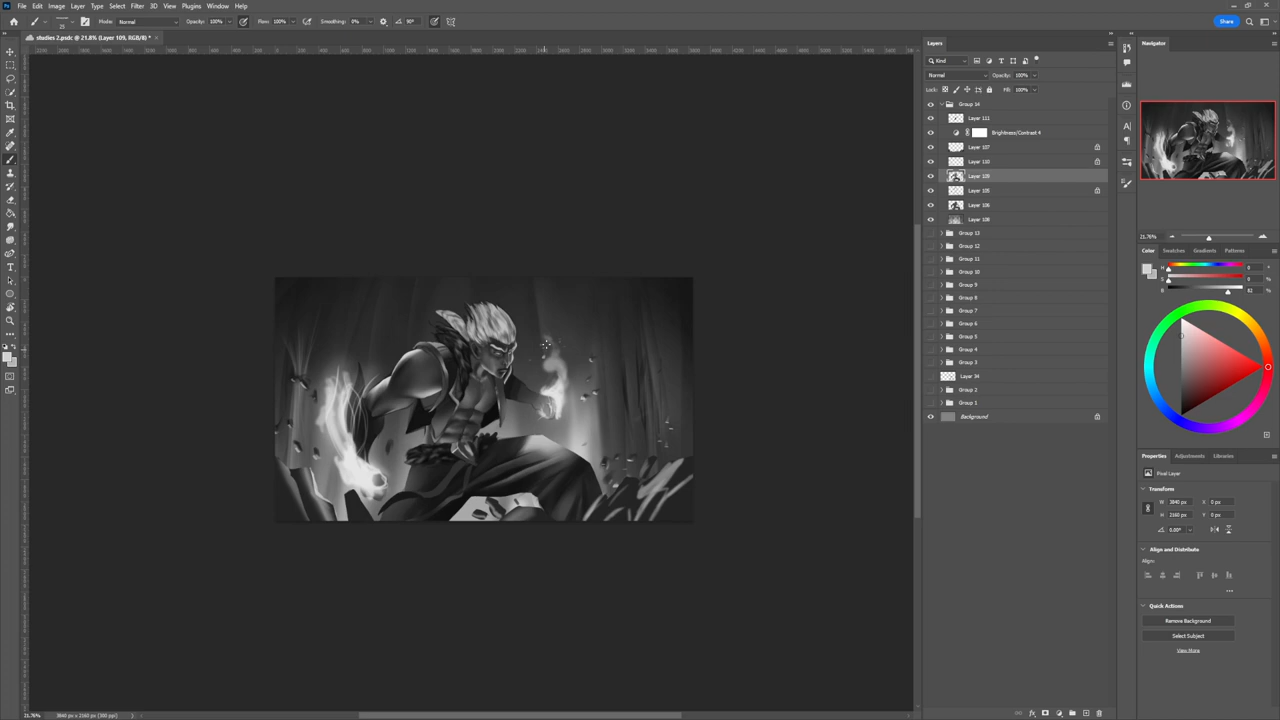 Ps File Edit Image Layer Type Select Filter 3D View Plugins Window Help
25 Mode: Normal Opacity: 100% Flow: 100% Smoothing: 0% 90° Share
studies 2.psdc @ 21.8% (Layer 109, RGB/8) *
Layers
Kind
Normal Opacity: 100%
Lock: Fill: 100%
Group 14
Layer 111
Brightness/Contrast 4
Layer 107
Layer 110
Layer 109
Layer 105
Layer 106
Layer 108
Group 13
Group 12
Group 11
Group 10
Group 9
Group 8
Group 7
Group 6
Group 5
Group 4
Group 3
Layer 34
Group 2
Group 1
Background
Navigator
21.76%
Color Swatches Gradients Patterns
H 0 °
S 0 %
B 82 %
Properties Adjustments Libraries
Pixel Layer
Transform
W 3840 px X 0 px
H 2160 px Y 0 px
0.00°
Align and Distribute
Align:
Quick Actions
Remove Background
Select Subject
View More
21.76% 3840 px x 2160 px (300 ppi)